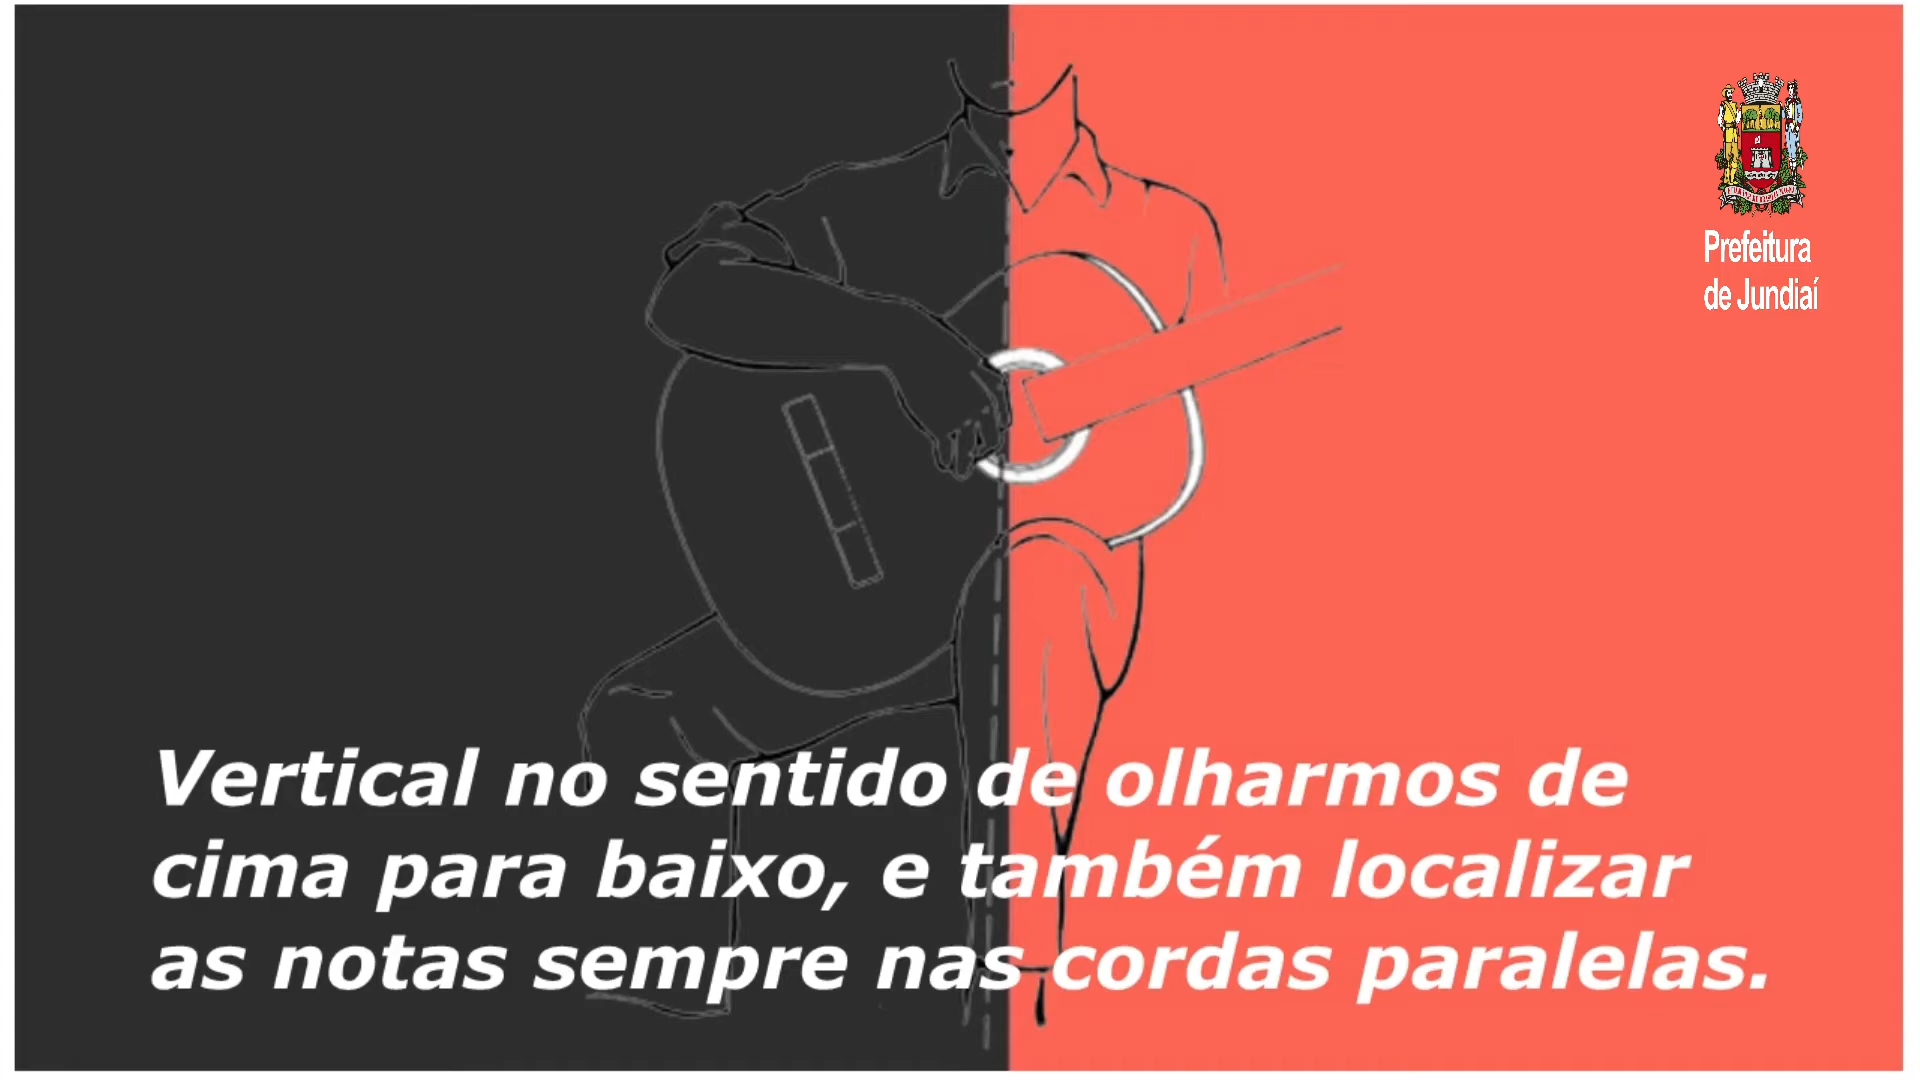 Prefeitura
de Jundiaí
Vertical no sentido de olharmos de
cima para baixo, e também localizar
as notas sempre nas cordas paralelas.